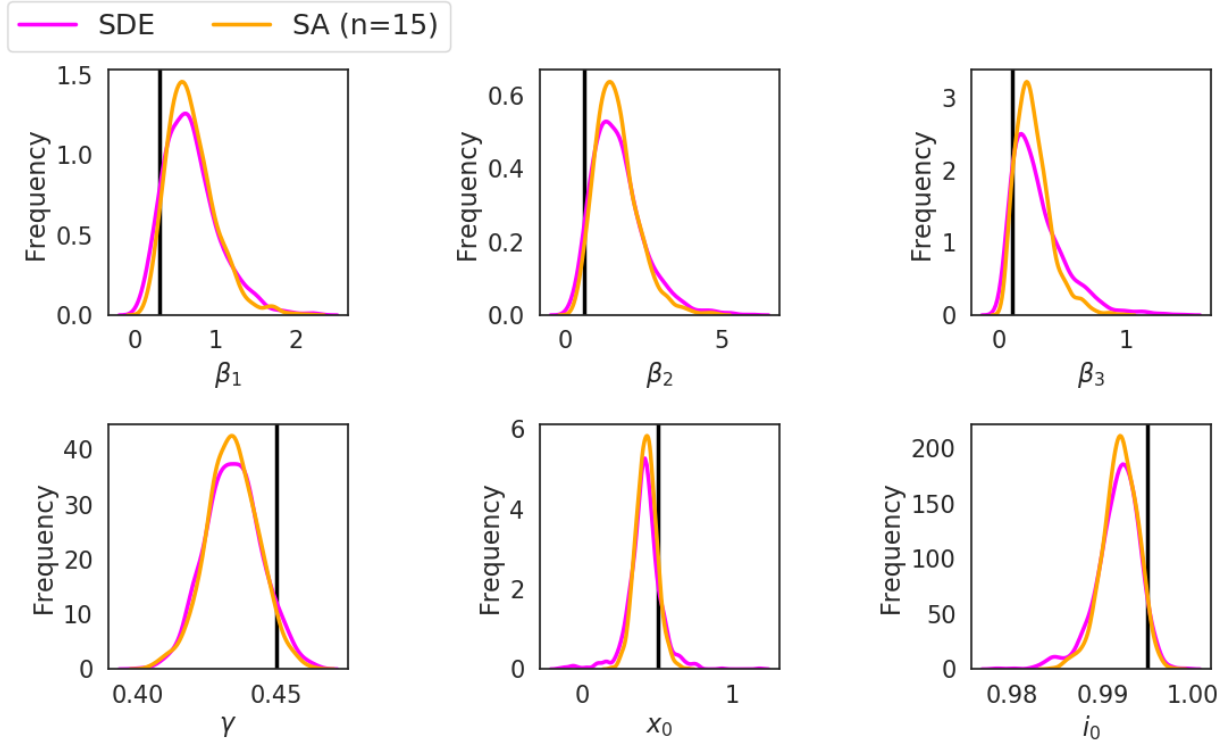 SDE SA (n=15)
1.5
1.0
0.5
0.0
Frequency
0 1 2
β₁
0.6
0.4
0.2
0.0
Frequency
0 5
β₂
3
2
1
0
Frequency
0 1
β₃
40
30
20
10
0
Frequency
0.40 0.45
γ
6
4
2
0
Frequency
0 1
x₀
200
150
100
50
0
Frequency
0.98 0.99 1.00
i₀